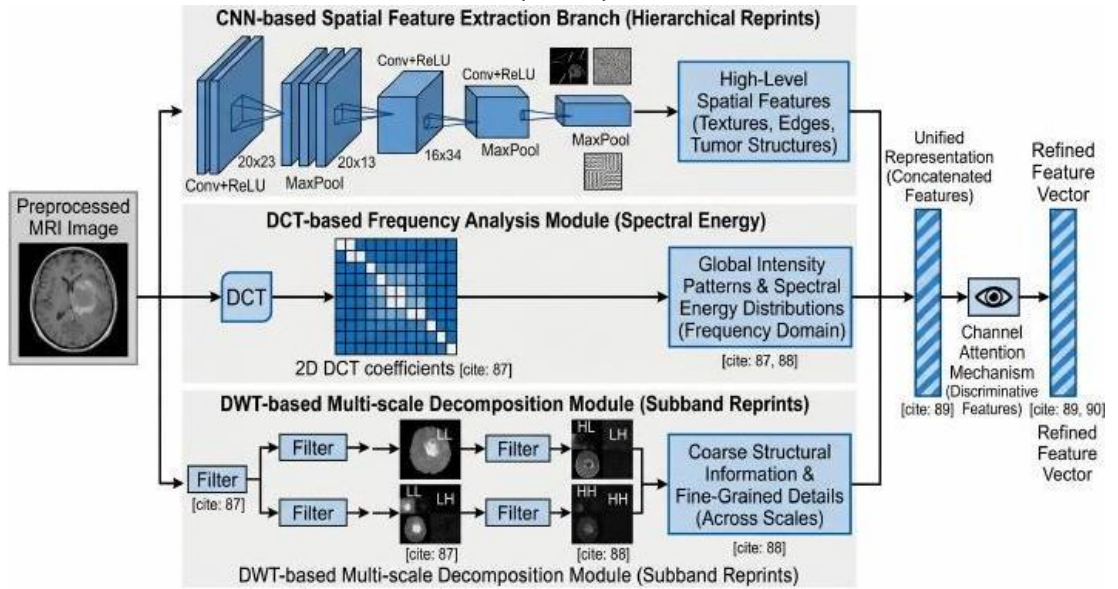 CNN-based Spatial Feature Extraction Branch (Hierarchical Reprints)
Conv+ReLU
20x23
MaxPool
20x13
Conv+ReLU
16x34
Conv+ReLU
MaxPool
MaxPool
High-Level
Spatial Features
(Textures, Edges,
Tumor Structures)
Preprocessed
MRI Image
DCT-based Frequency Analysis Module (Spectral Energy)
DCT
2D DCT coefficients [cite: 87]
Global Intensity
Patterns & Spectral
Energy Distributions
(Frequency Domain)
[cite: 87, 88]
DWT-based Multi-scale Decomposition Module (Subband Reprints)
Filter
[cite: 87]
Filter
Filter
LL
LL
LH
[cite: 87]
Filter
Filter
HL
LH
HH
HH
[cite: 88]
Coarse Structural
Information &
Fine-Grained Details
(Across Scales)
[cite: 88]
DWT-based Multi-scale Decomposition Module (Subband Reprints)
Unified
Representation
(Concatenated
Features)
[cite: 89]
Channel
Attention
Mechanism
(Discriminative
Features)
Refined
Feature
Vector
[cite: 89, 90]
Refined
Feature
Vector